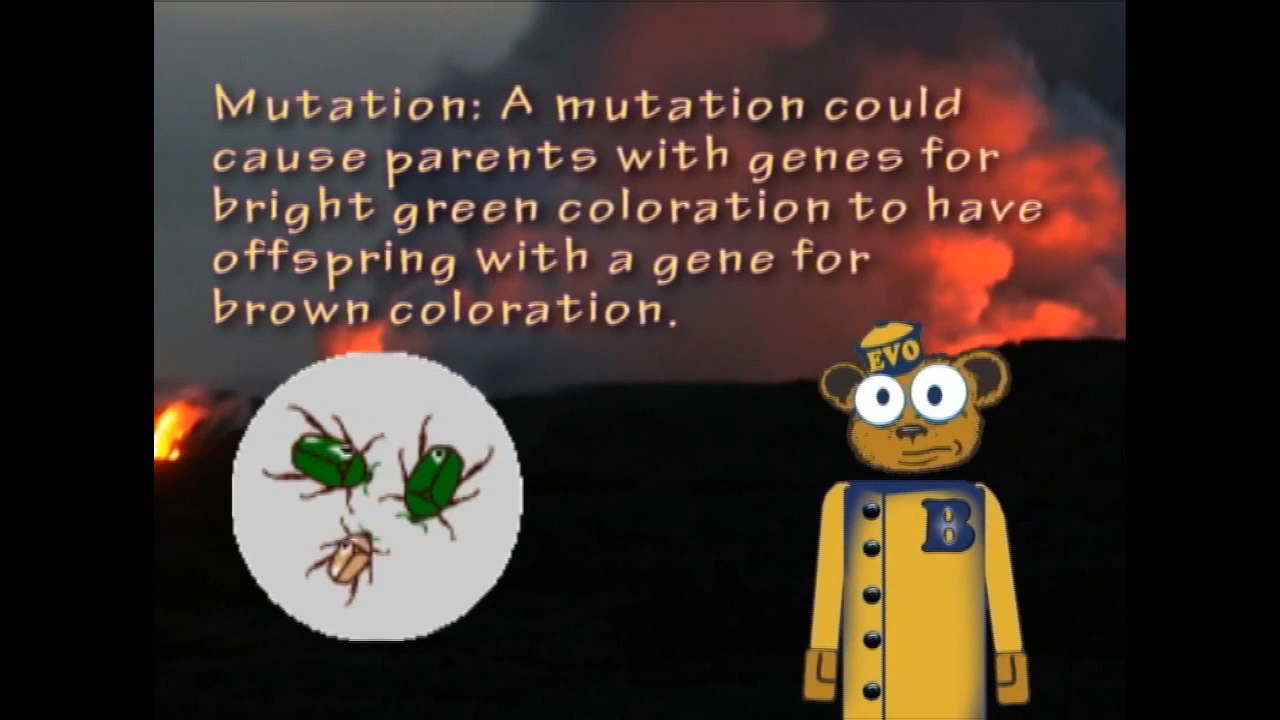 Mutation: A mutation could
cause parents with genes for
bright green coloration to have
offspring with a gene for
brown coloration.
EVO
B